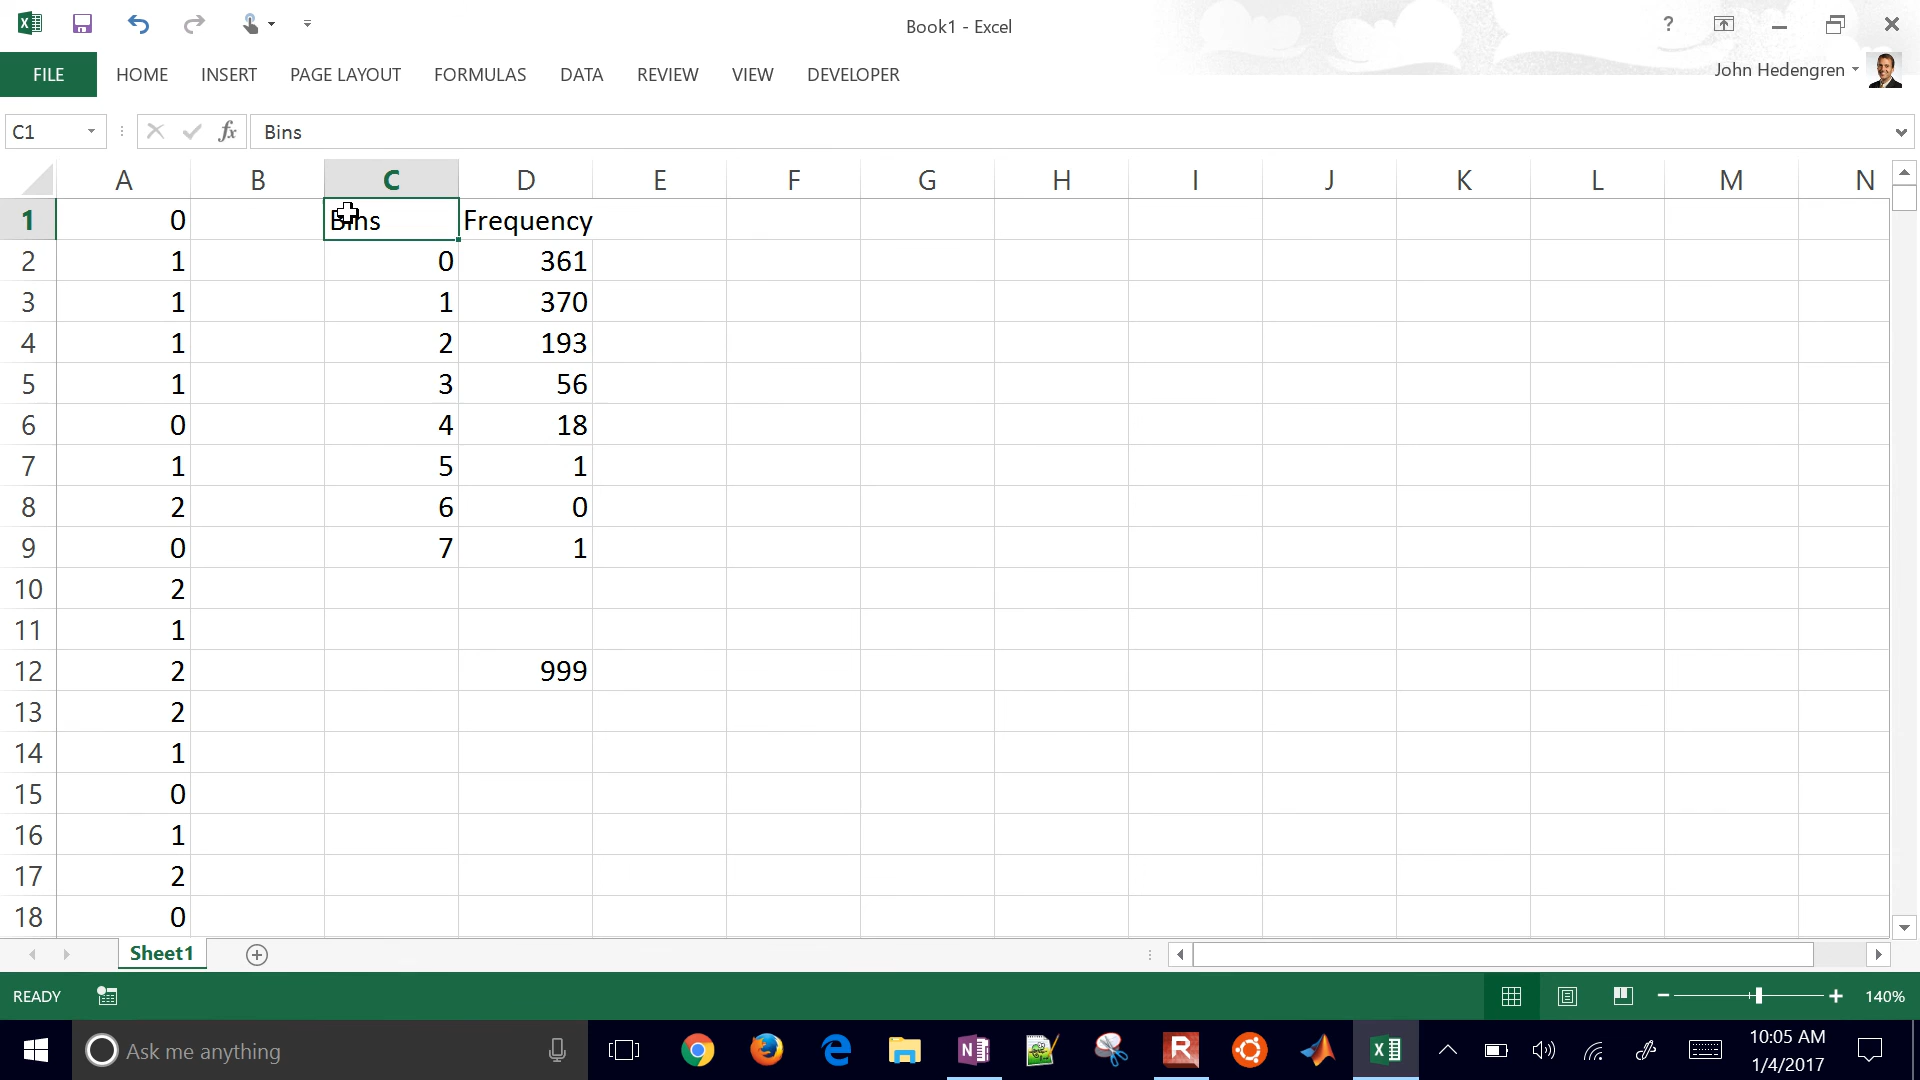 Book1 - Excel
?
FILE HOME INSERT PAGE LAYOUT FORMULAS DATA REVIEW VIEW DEVELOPER
John Hedengren
C1 fx Bins
A B C D E F G H I J K L M N
1 0 Bins Frequency
2 1 0 361
3 1 1 370
4 1 2 193
5 1 3 56
6 0 4 18
7 1 5 1
8 2 6 0
9 0 7 1
10 2
11 1
12 2 999
13 2
14 1
15 0
16 1
17 2
18 0
Sheet1
READY 140%
Ask me anything
10:05 AM
1/4/2017